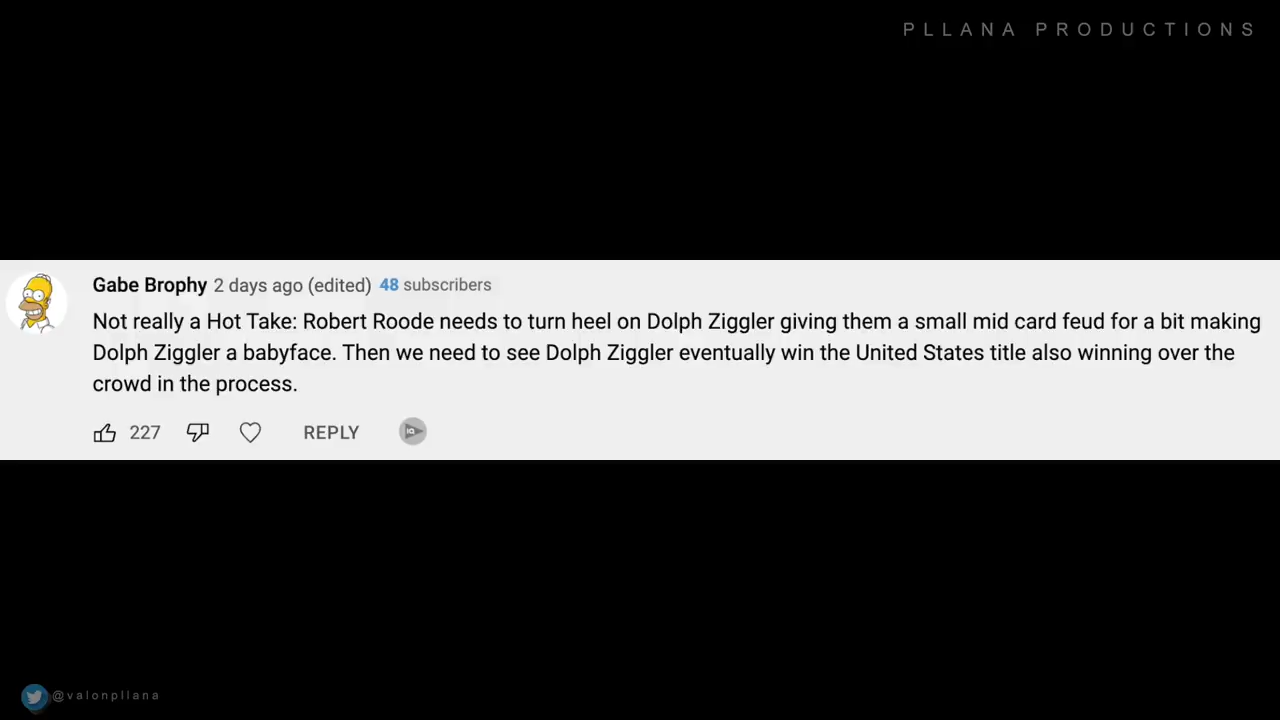 PLLANA PRODUCTIONS
Gabe Brophy 2 days ago (edited) 48 subscribers
Not really a Hot Take: Robert Roode needs to turn heel on Dolph Ziggler giving them a small mid card feud for a bit making
Dolph Ziggler a babyface. Then we need to see Dolph Ziggler eventually win the United States title also winning over the
crowd in the process.
227 REPLY IQ
@valonpllana